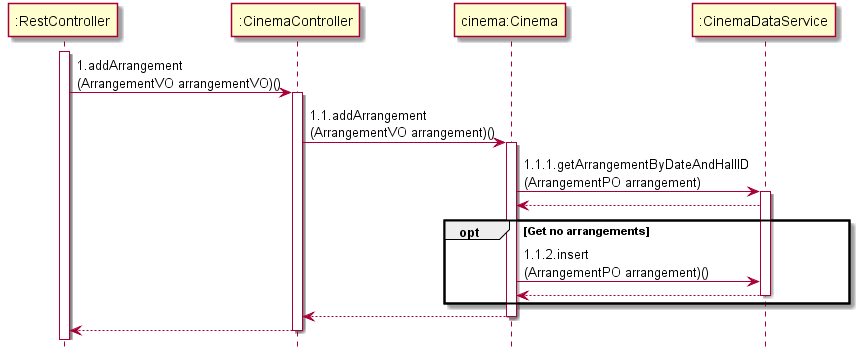 :RestController
:CinemaController
cinema:Cinema
:CinemaDataService
1.addArrangement
(ArrangementVO arrangementVO)()
1.1.addArrangement
(ArrangementVO arrangement)()
1.1.1.getArrangementByDateAndHallID
(ArrangementPO arrangement)
opt
[Get no arrangements]
1.1.2.insert
(ArrangementPO arrangement)()